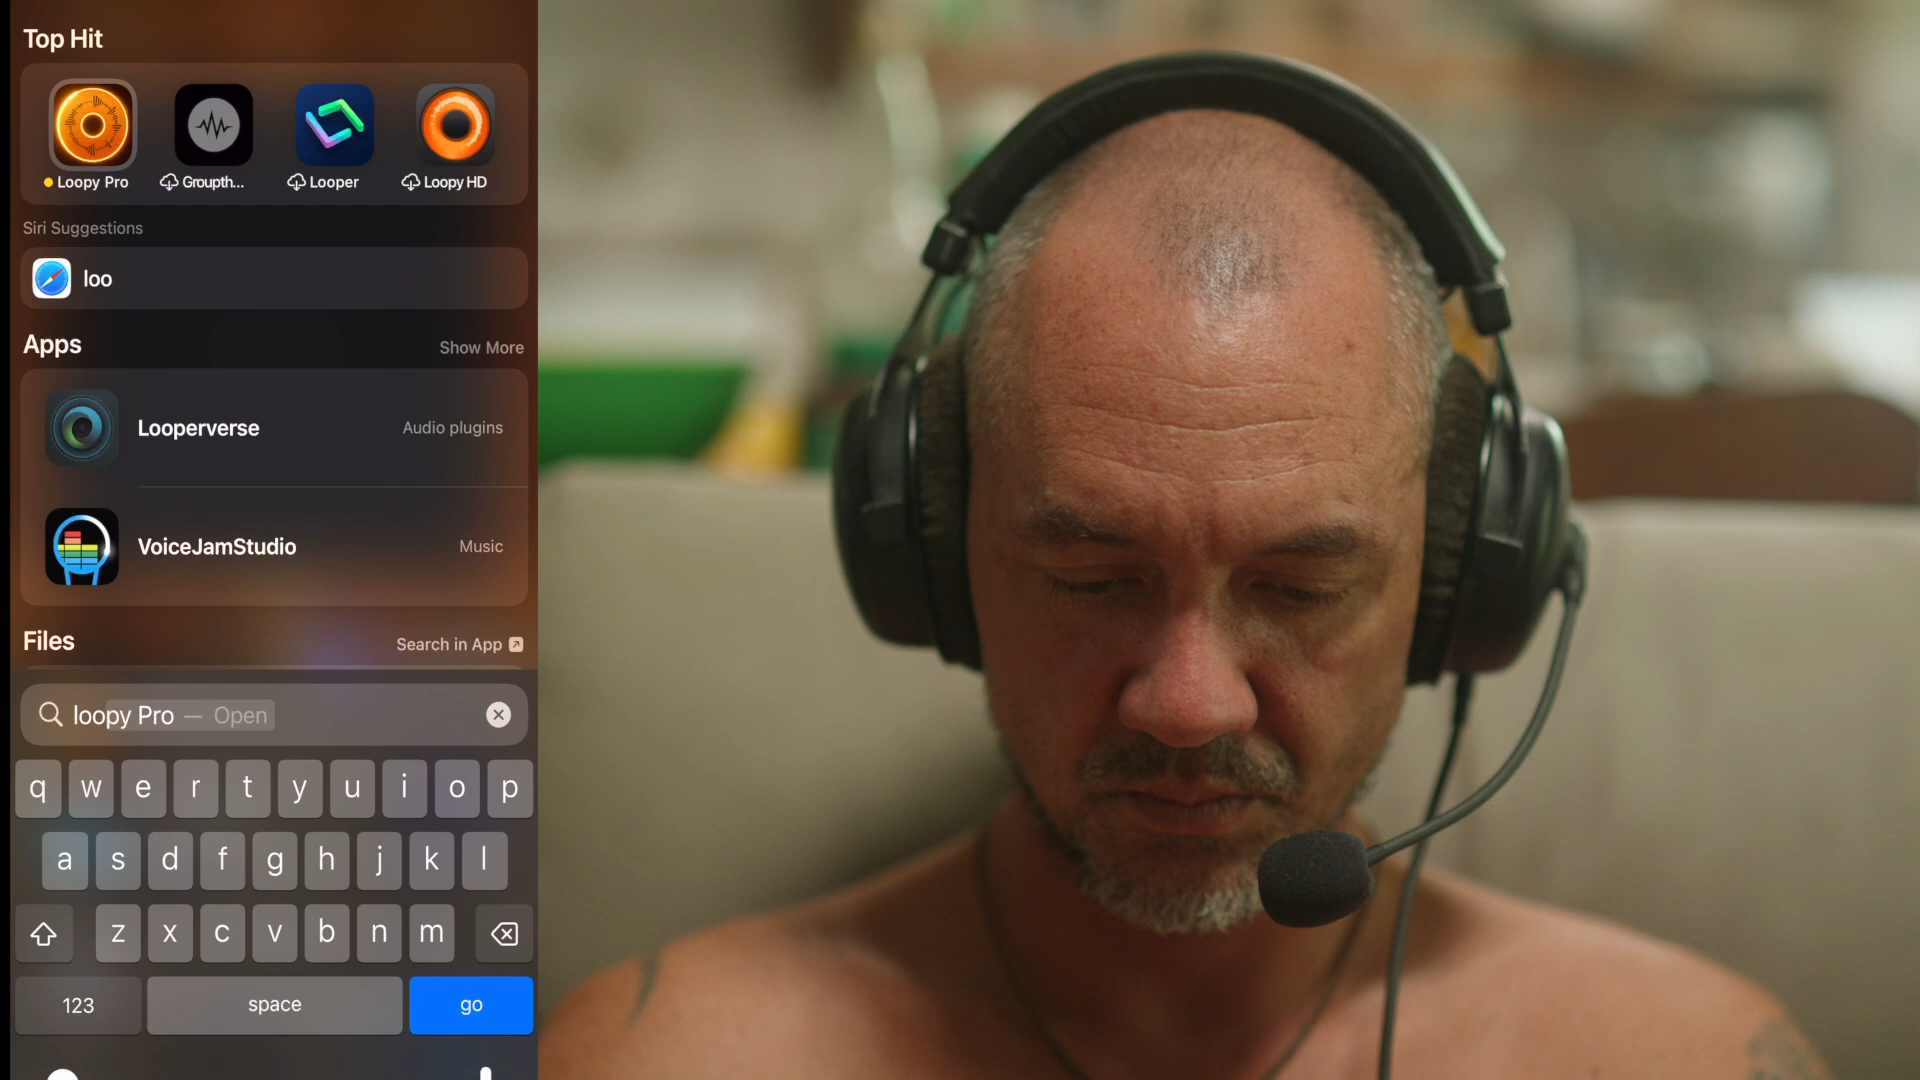 Top Hit
Loopy Pro
Groupth...
Looper
Loopy HD
Siri Suggestions
loo
Apps
Show More
Looperverse
Audio plugins
VoiceJamStudio
Music
Files
Search in App
loopy Pro — Open
q w e r t y u i o p
a s d f g h j k l
z x c v b n m
123
space
go